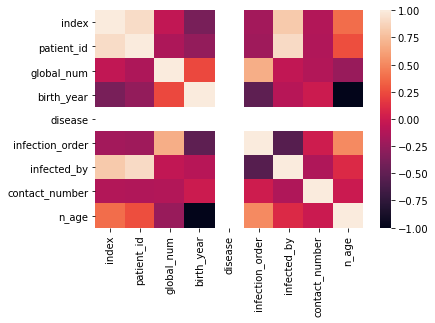 index
patient_id
global_num
birth_year
disease
infection_order
infected_by
contact_number
n_age
index
patient_id
global_num
birth_year
disease
infection_order
infected_by
contact_number
n_age
1.00
0.75
0.50
0.25
0.00
−0.25
−0.50
−0.75
−1.00